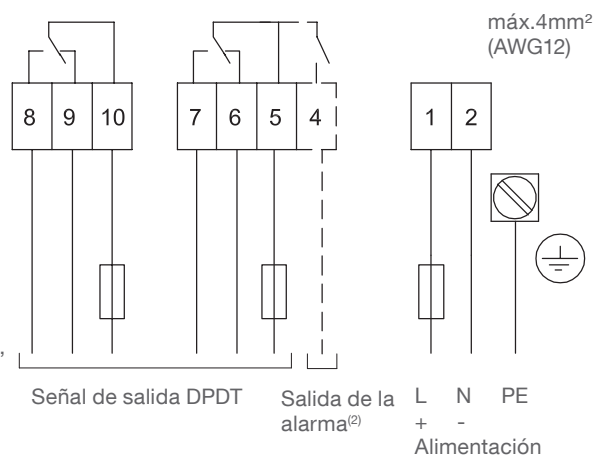 máx.4mm²
(AWG12)
8 9 10 7 6 5 4 1 2
,
Señal de salida DPDT
Salida de la
alarma⁽²⁾
L N PE
+ -
Alimentación